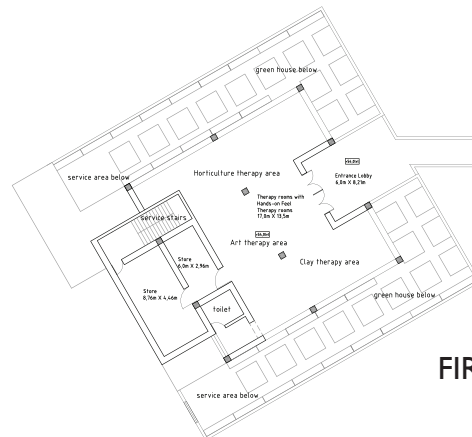 green house below
service area below
Horticulture therapy area
Entrance Lobby
6,0m X 8,21m
Therapy rooms with
Hands-on Feel
Therapy rooms
17,0m X 13,5m
service stairs
Art therapy area
Store
6,0m X 2,96m
Clay therapy area
Store
8,76m X 4,46m
toilet
green house below
service area below
FIR